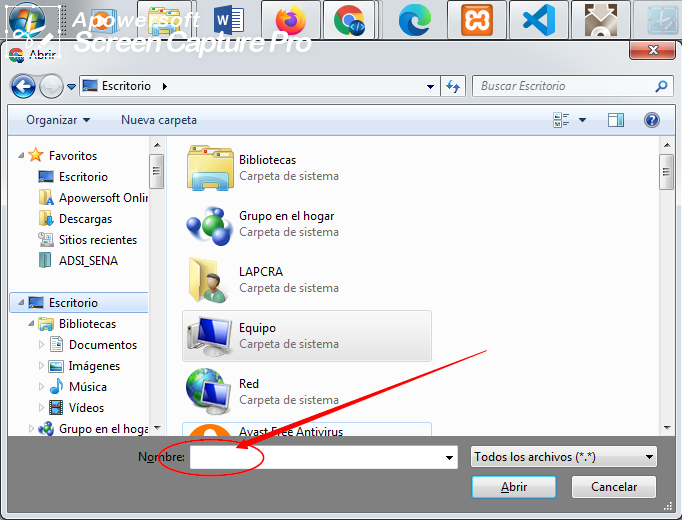 Apowersoft
Screen Capture Pro
Abrir
Escritorio
Buscar Escritorio
Organizar
Nueva carpeta
Favoritos
Escritorio
Apowersoft Onlin
Descargas
Sitios recientes
ADSI_SENA
Escritorio
Bibliotecas
Documentos
Imágenes
Música
Vídeos
Grupo en el hoga
Bibliotecas
Carpeta de sistema
Grupo en el hogar
Carpeta de sistema
LAPCRA
Carpeta de sistema
Equipo
Carpeta de sistema
Red
Carpeta de sistema
Avast Free Antivirus
Nombre:
Todos los archivos (*.*)
Abrir
Cancelar